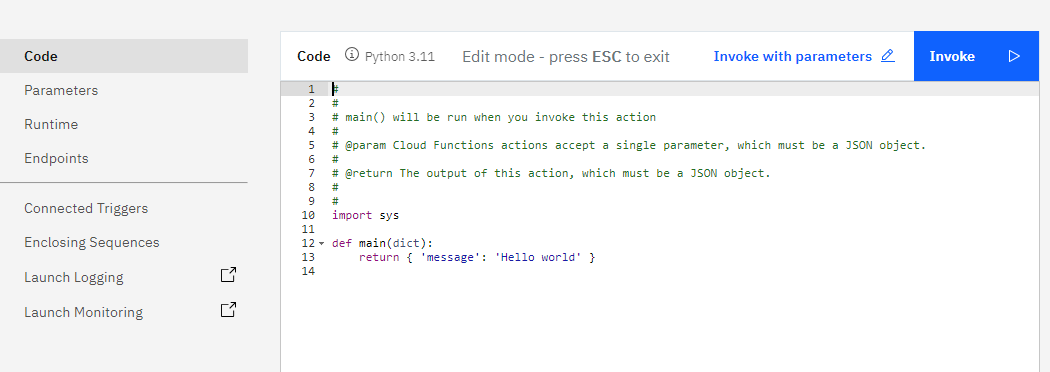 Code
Parameters
Runtime
Endpoints
Connected Triggers
Enclosing Sequences
Launch Logging
Launch Monitoring
Code Python 3.11 Edit mode - press ESC to exit Invoke with parameters Invoke
1 #
2 #
3 # main() will be run when you invoke this action
4 #
5 # @param Cloud Functions actions accept a single parameter, which must be a JSON object.
6 #
7 # @return The output of this action, which must be a JSON object.
8 #
9 #
10 import sys
11
12 def main(dict):
13     return { 'message': 'Hello world' }
14